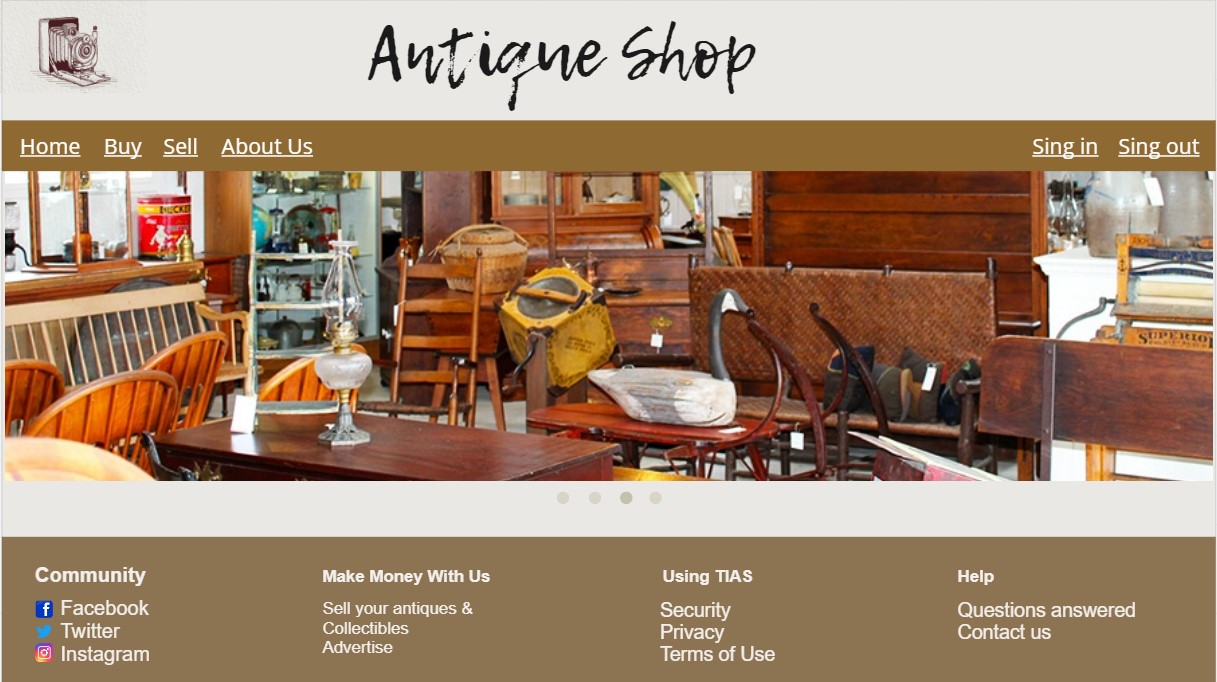 Antique Shop
Home Buy Sell About Us Sing in Sing out
SUPERIOR
Community
Facebook
Twitter
Instagram
Make Money With Us
Sell your antiques &
Collectibles
Advertise
Using TIAS
Security
Privacy
Terms of Use
Help
Questions answered
Contact us